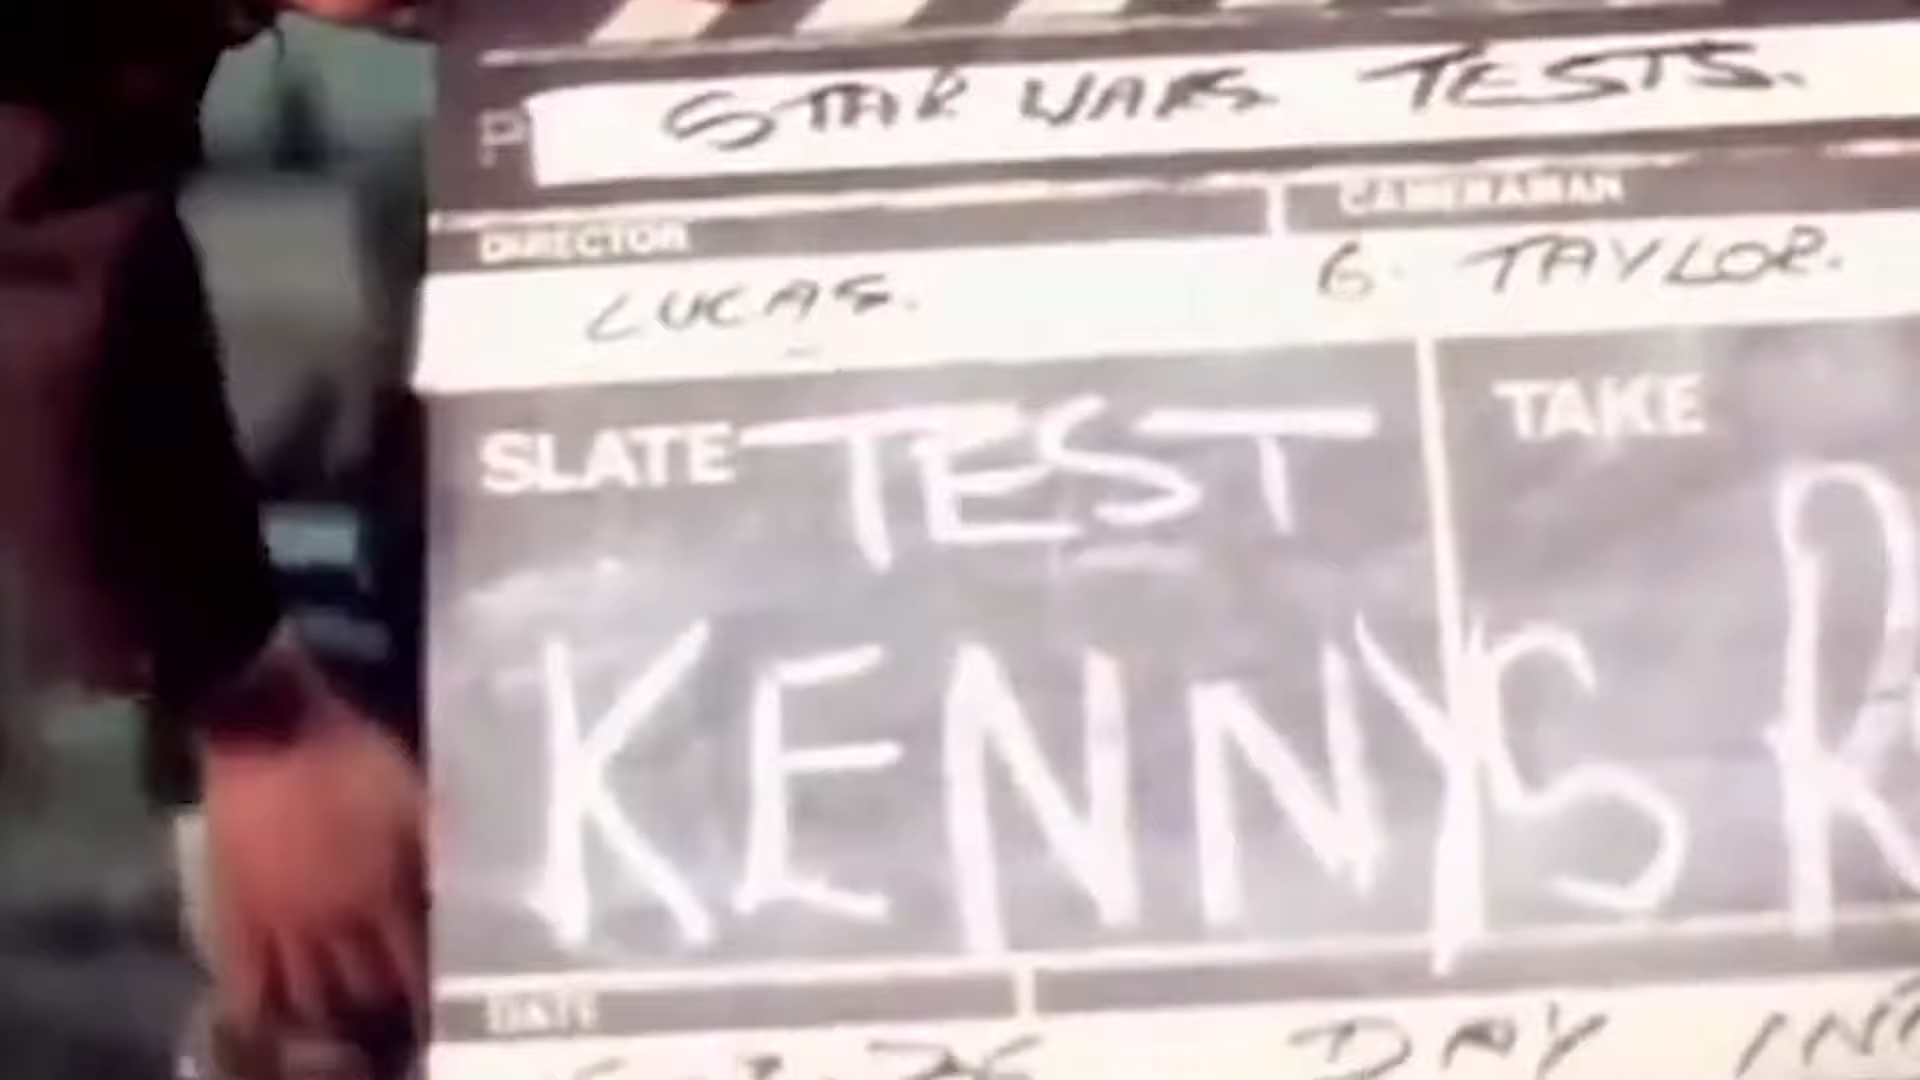 STAR WARS TESTS.
DIRECTOR CAMERAMAN
LUCAS. G. TAYLOR.
SLATE TEST TAKE
KENNYS
DATE
DAY